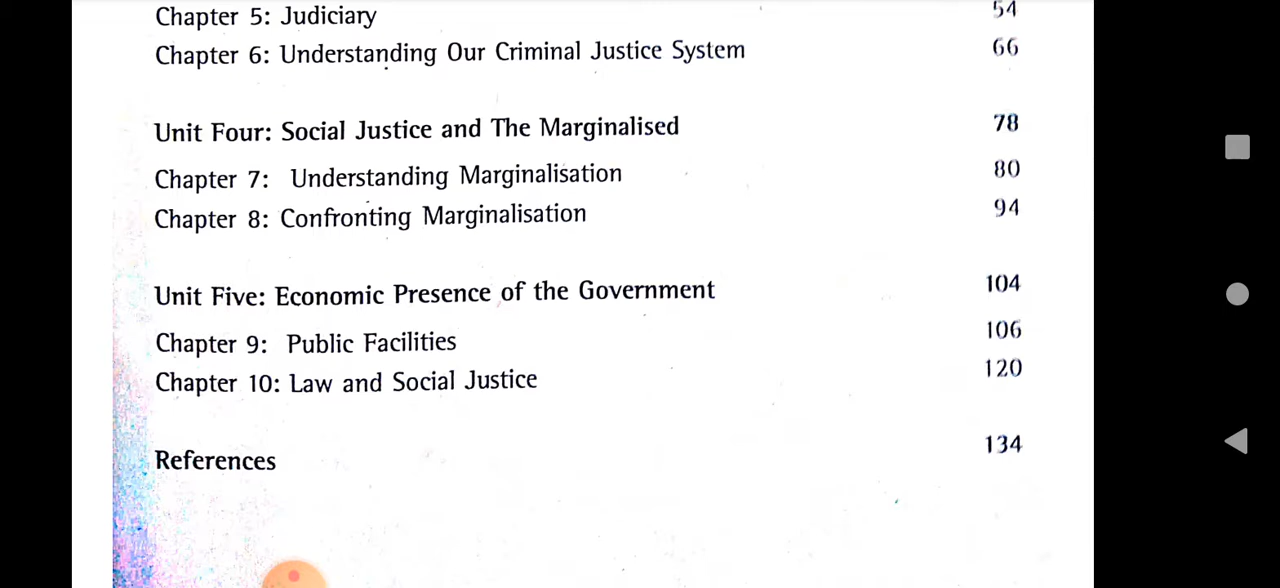 Chapter 5: Judiciary 54
Chapter 6: Understanding Our Criminal Justice System 66
Unit Four: Social Justice and The Marginalised 78
Chapter 7: Understanding Marginalisation 80
Chapter 8: Confronting Marginalisation 94
Unit Five: Economic Presence of the Government 104
Chapter 9: Public Facilities 106
Chapter 10: Law and Social Justice 120
References 134